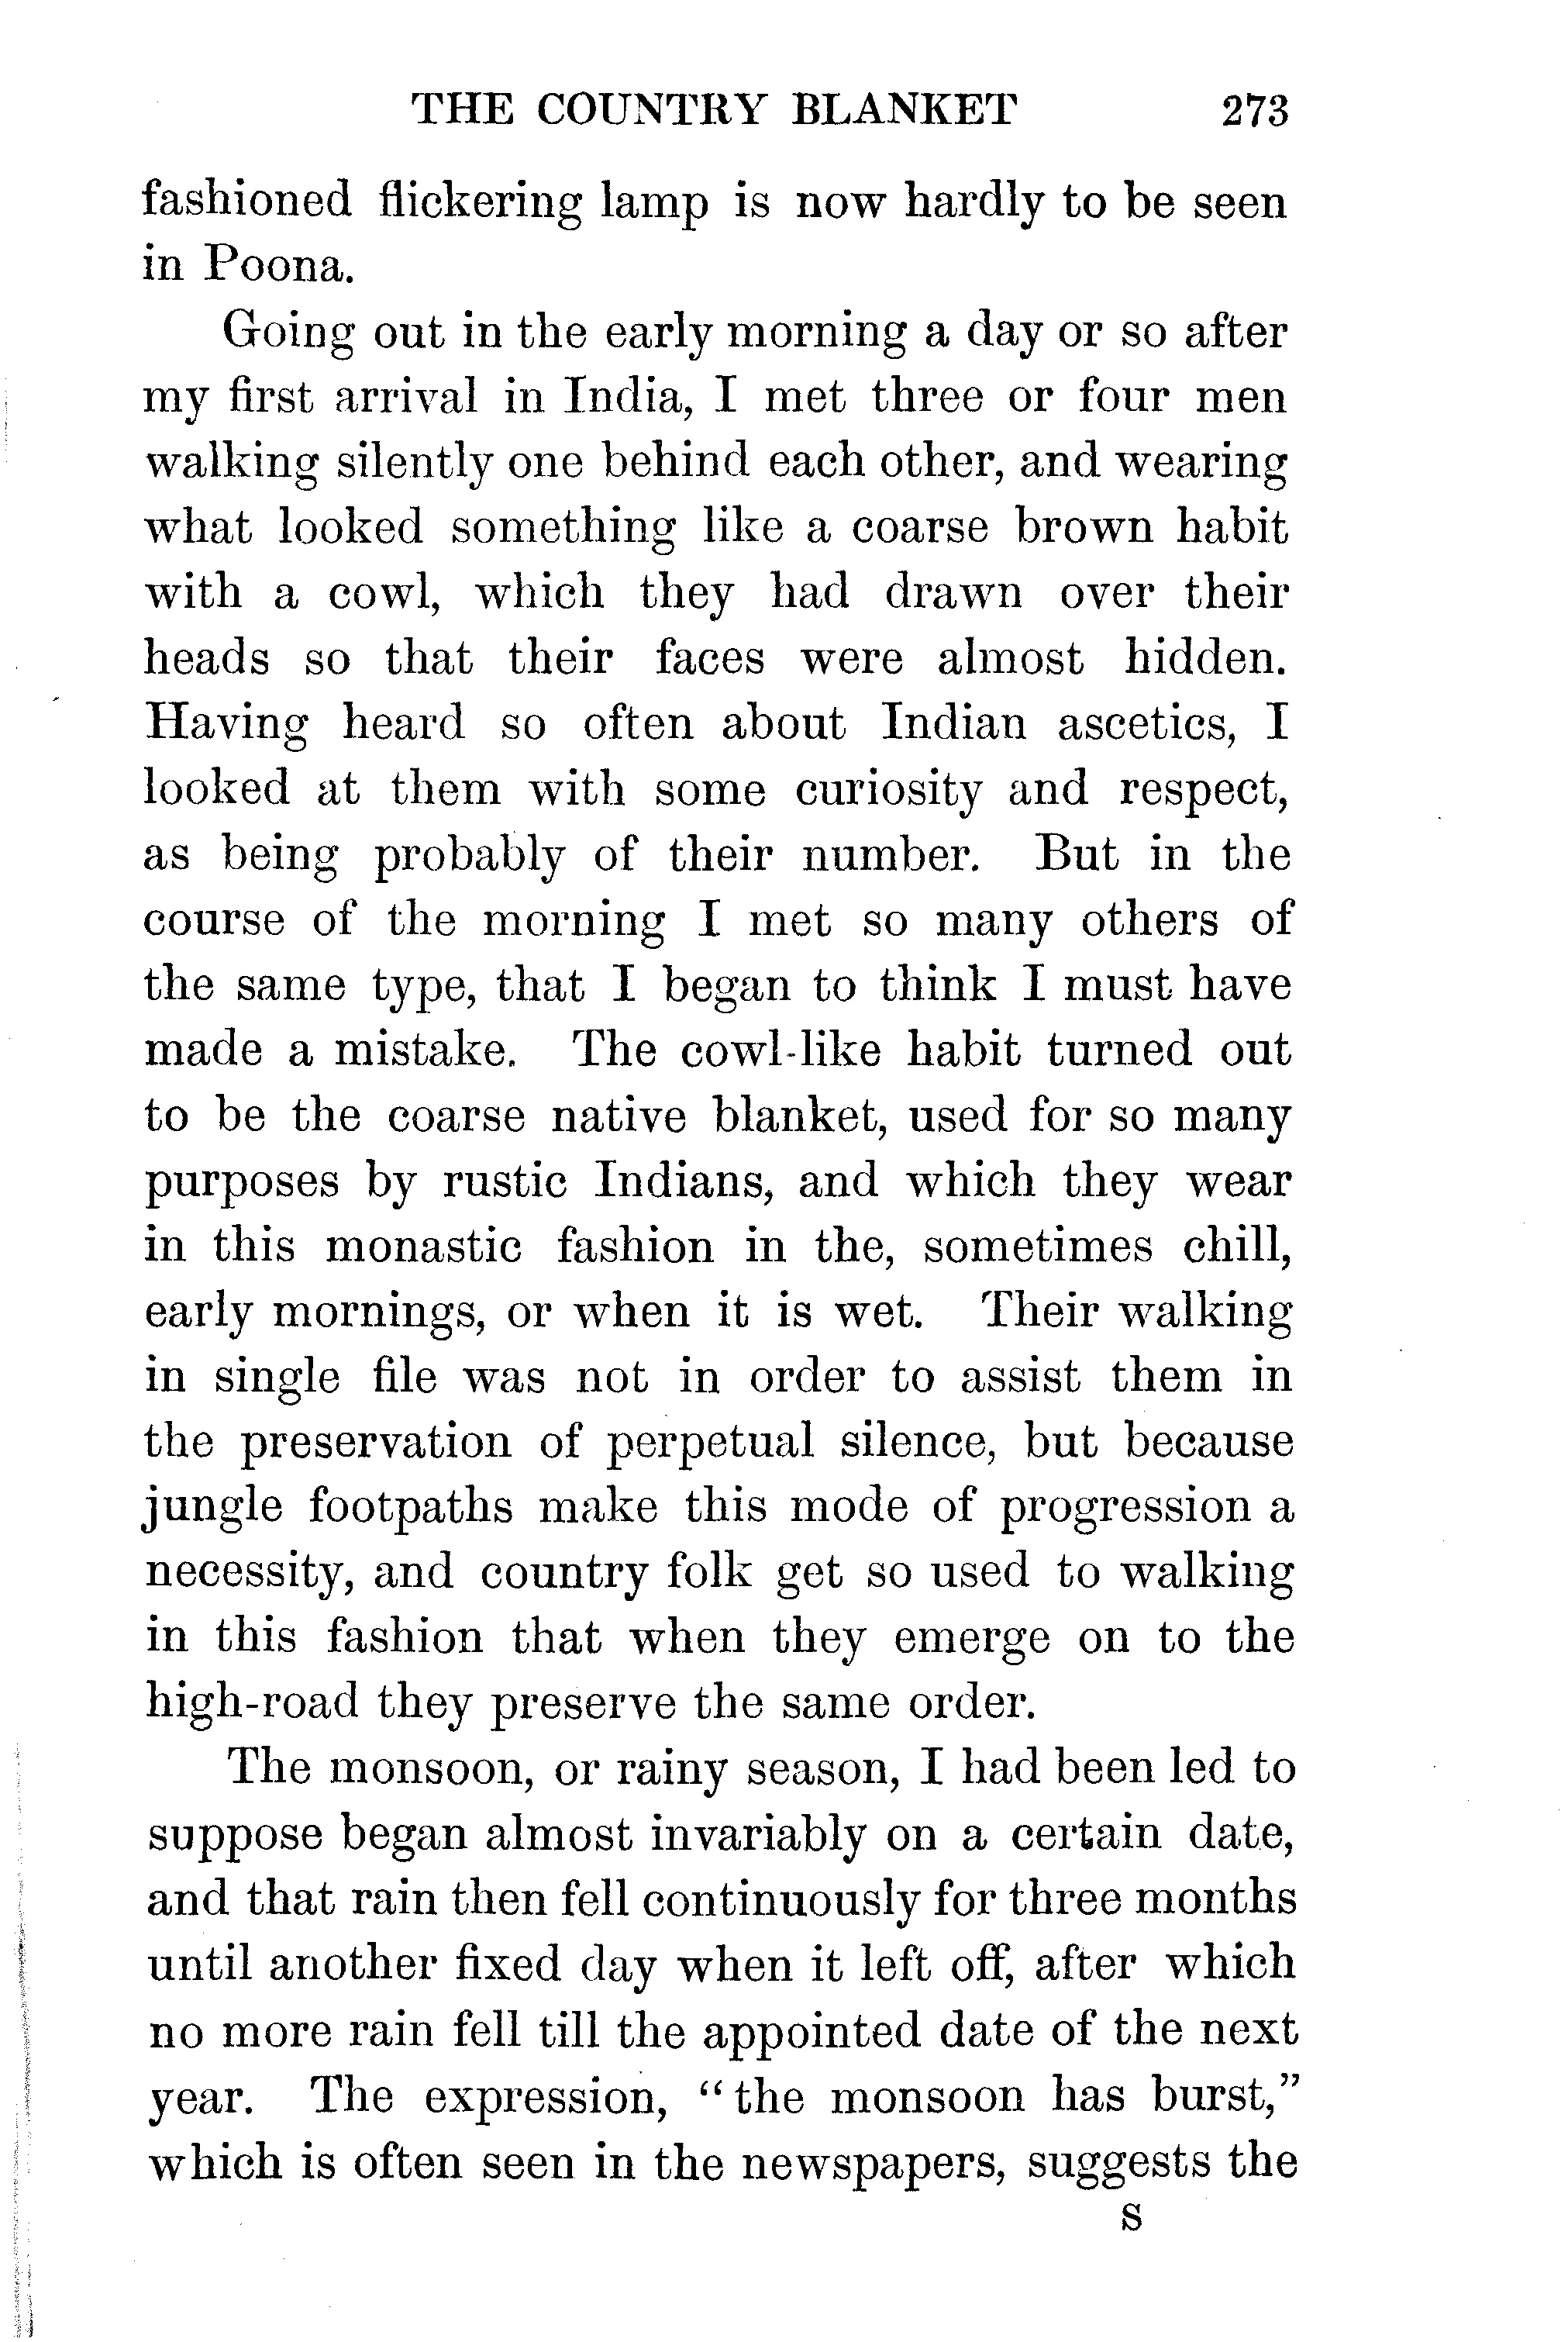 THE COUNTRY BLANKET 273
fashioned flickering lamp is now hardly to be seen
in Poona.
Going out in the early morning a day or so after
my first arrival in India, I met three or four men
walking silently one behind each other, and wearing
what looked something like a coarse brown habit
with a cowl, which they had drawn over their
heads so that their faces were almost hidden.
Having heard so often about Indian ascetics, I
looked at them with some curiosity and respect,
as being probably of their number. But in the
course of the morning I met so many others of
the same type, that I began to think I must have
made a mistake. The cowl-like habit turned out
to be the coarse native blanket, used for so many
purposes by rustic Indians, and which they wear
in this monastic fashion in the, sometimes chill,
early mornings, or when it is wet. Their walking
in single file was not in order to assist them in
the preservation of perpetual silence, but because
jungle footpaths make this mode of progression a
necessity, and country folk get so used to walking
in this fashion that when they emerge on to the
high-road they preserve the same order.
The monsoon, or rainy season, I had been led to
suppose began almost invariably on a certain date,
and that rain then fell continuously for three months
until another fixed day when it left off, after which
no more rain fell till the appointed date of the next
year. The expression, “the monsoon has burst,”
which is often seen in the newspapers, suggests the
S